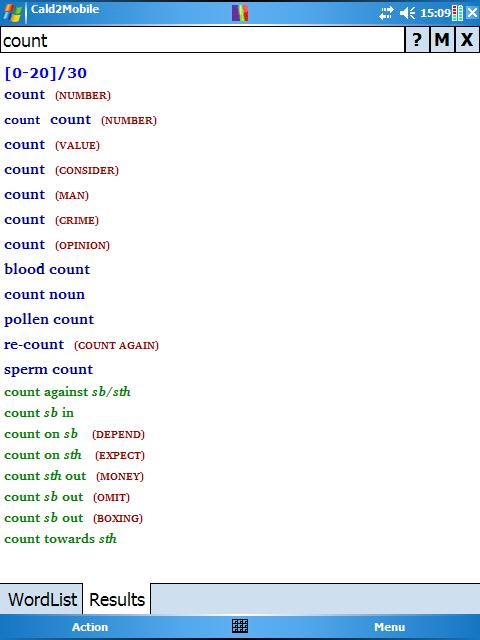 Cald2Mobile 15:09
count ? M X
[0-20]/30
count (NUMBER)
count count (NUMBER)
count (VALUE)
count (CONSIDER)
count (MAN)
count (CRIME)
count (OPINION)
blood count
count noun
pollen count
re-count (COUNT AGAIN)
sperm count
count against sb/sth
count sb in
count on sb (DEPEND)
count on sth (EXPECT)
count sth out (MONEY)
count sb out (OMIT)
count sb out (BOXING)
count towards sth
WordList Results
Action Menu